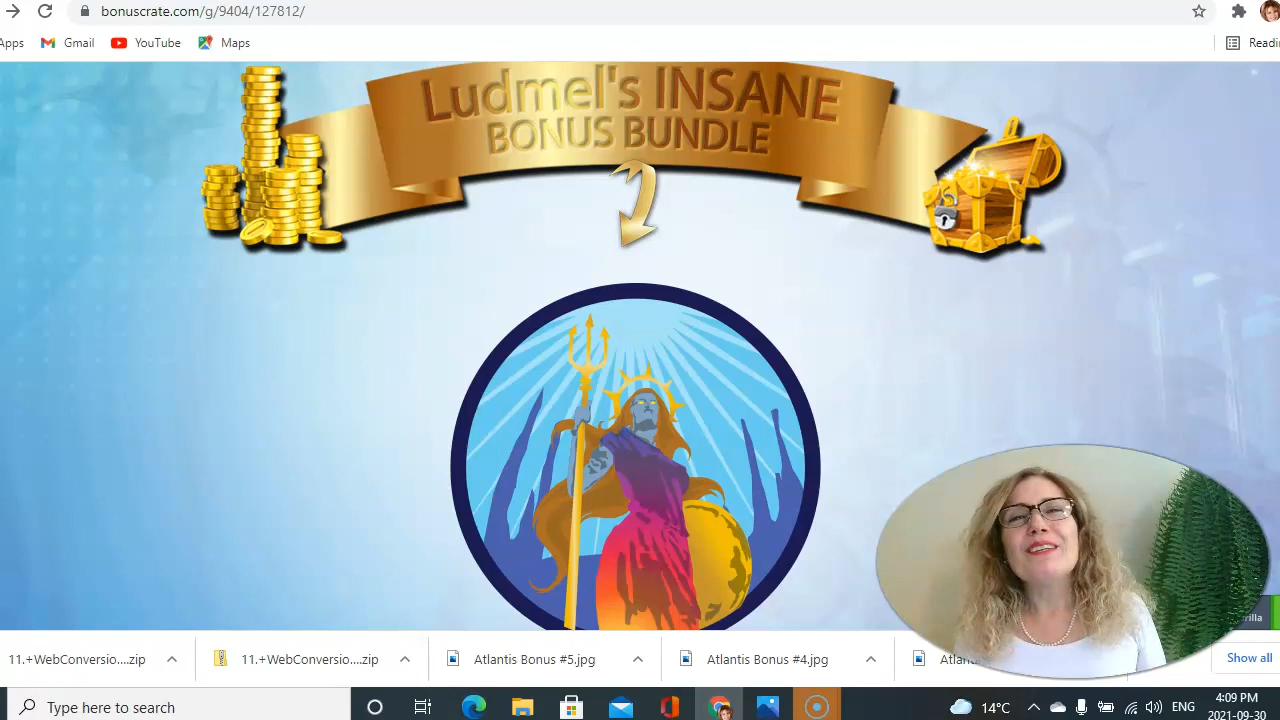 bonuscrate.com/g/9404/127812/
Apps
Gmail
YouTube
Maps
Ludmel's INSANE
BONUS BUNDLE
11.+WebConversio....zip
11.+WebConversio....zip
Atlantis Bonus #5.jpg
Atlantis Bonus #4.jpg
Show all
Type here to search
14°C
ENG
4:09 PM
2021-09-30